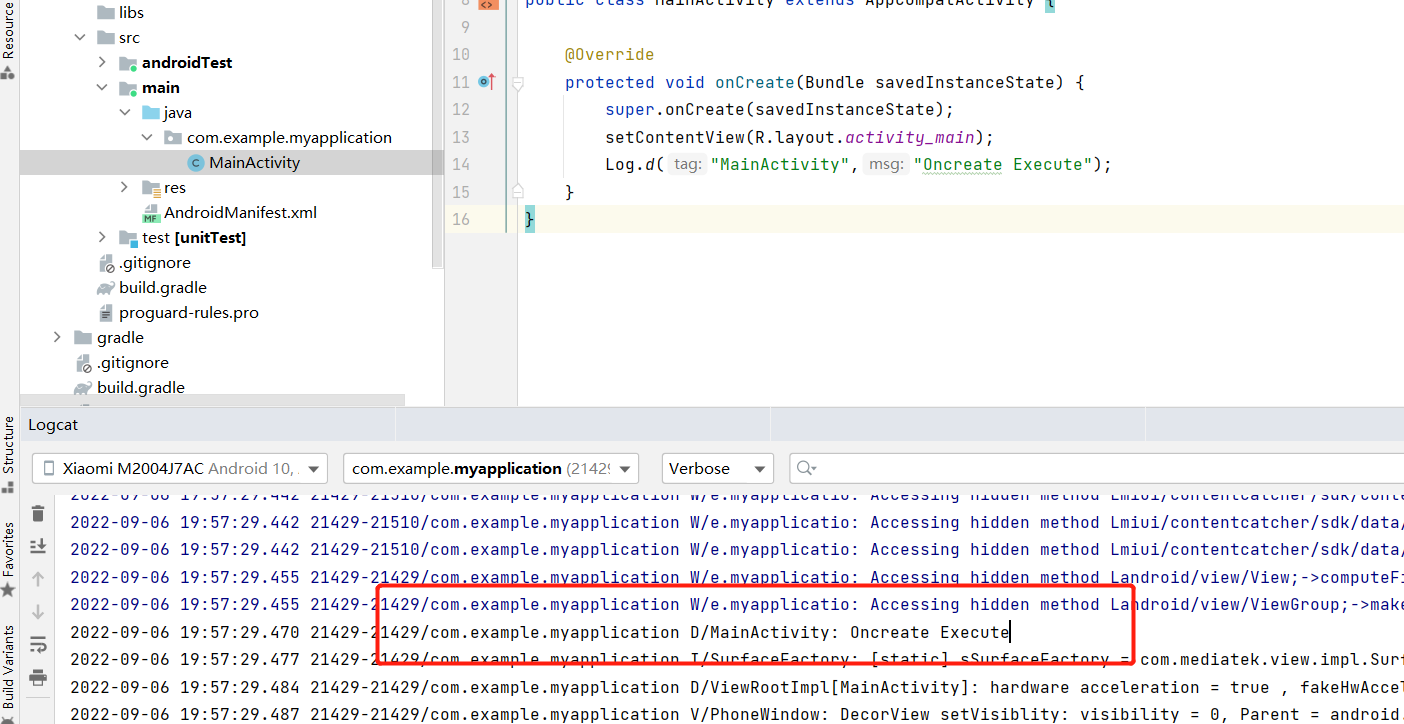 Resource
libs
src
androidTest
main
java
com.example.myapplication
MainActivity
res
AndroidManifest.xml
test [unitTest]
.gitignore
build.gradle
proguard-rules.pro
gradle
.gitignore
build.gradle
8 public class MainActivity extends AppCompatActivity {
9
10 @Override
11 protected void onCreate(Bundle savedInstanceState) {
12 super.onCreate(savedInstanceState);
13 setContentView(R.layout.activity_main);
14 Log.d( tag: "MainActivity", msg: "Oncreate Execute");
15 }
16 }
Structure
Favorites
Build Variants
Logcat
Xiaomi M2004J7AC Android 10,
com.example.myapplication (21429
Verbose
2022-09-06 19:57:29.442 21429-21510/com.example.myapplication W/e.myapplicatio: Accessing hidden method Lmiui/contentcatcher/sdk/conte
2022-09-06 19:57:29.442 21429-21510/com.example.myapplication W/e.myapplicatio: Accessing hidden method Lmiui/contentcatcher/sdk/data/
2022-09-06 19:57:29.442 21429-21510/com.example.myapplication W/e.myapplicatio: Accessing hidden method Lmiui/contentcatcher/sdk/data/
2022-09-06 19:57:29.455 21429-21429/com.example.myapplication W/e.myapplicatio: Accessing hidden method Landroid/view/View;->computeFi
2022-09-06 19:57:29.455 21429-21429/com.example.myapplication W/e.myapplicatio: Accessing hidden method Landroid/view/ViewGroup;->make
2022-09-06 19:57:29.470 21429-21429/com.example.myapplication D/MainActivity: Oncreate Execute
2022-09-06 19:57:29.477 21429-21429/com.example.myapplication I/SurfaceFactory: [static] sSurfaceFactory = com.mediatek.view.impl.Surf
2022-09-06 19:57:29.484 21429-21429/com.example.myapplication D/ViewRootImpl[MainActivity]: hardware acceleration = true , fakeHwAccel
2022-09-06 19:57:29.487 21429-21429/com.example.myapplication V/PhoneWindow: DecorView setVisiblity: visibility = 0, Parent = android.